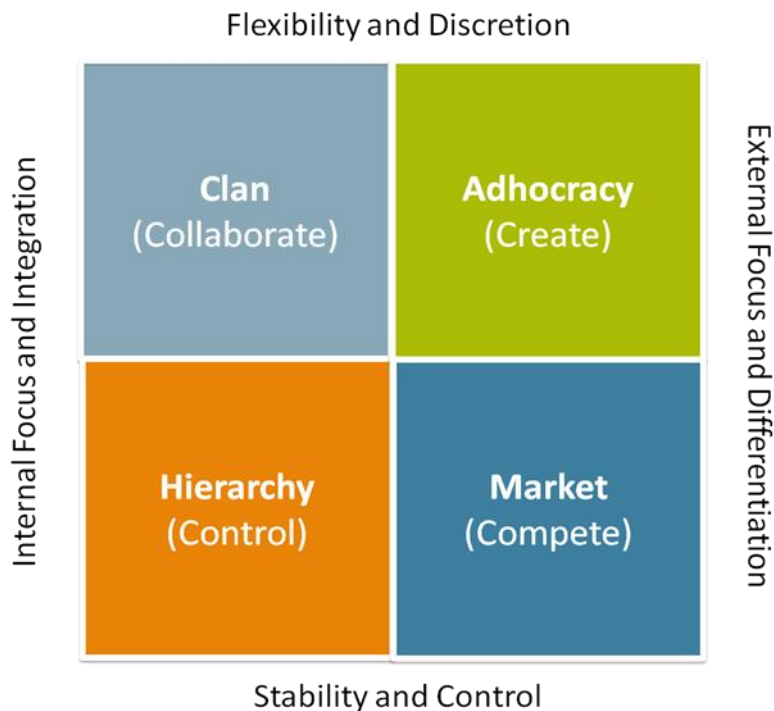 Flexibility and Discretion
Internal Focus and Integration
Clan
(Collaborate)
Adhocracy
(Create)
External Focus and Differentiation
Hierarchy
(Control)
Market
(Compete)
Stability and Control